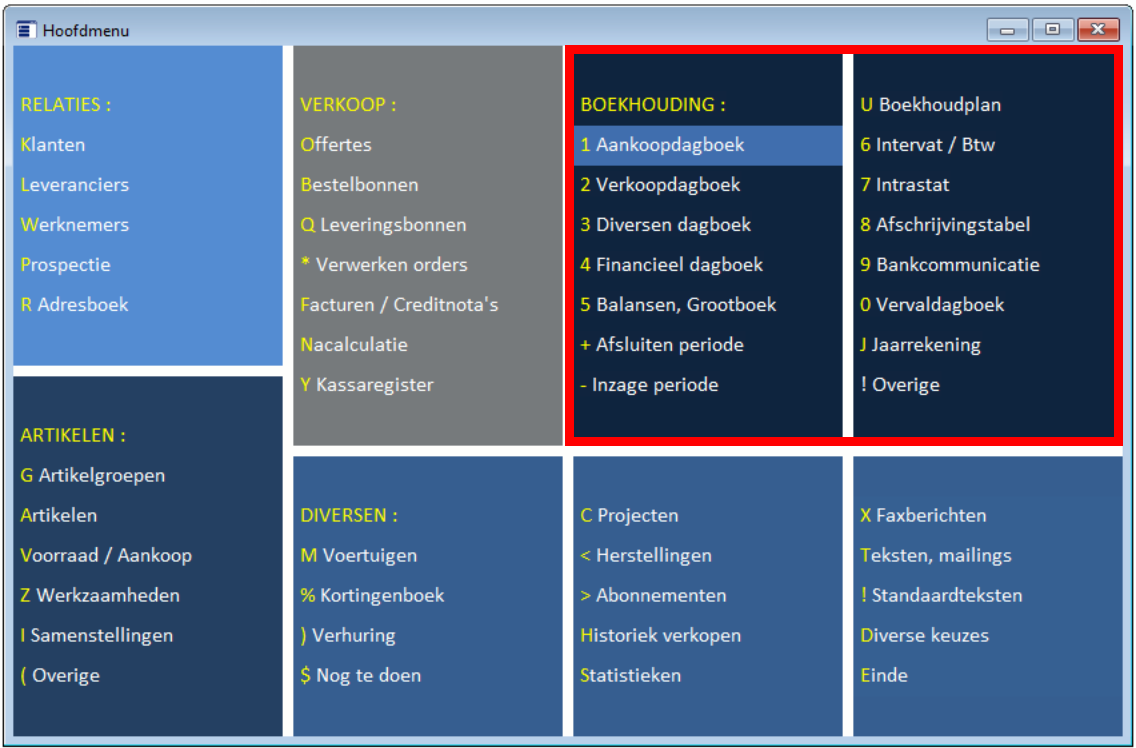 Hoofdmenu
RELATIES :
Klanten
Leveranciers
Werknemers
Prospectie
R Adresboek
ARTIKELEN :
G Artikelgroepen
Artikelen
Voorraad / Aankoop
Z Werkzaamheden
I Samenstellingen
( Overige
VERKOOP :
Offertes
Bestelbonnen
Q Leveringsbonnen
* Verwerken orders
Facturen / Creditnota's
Nacalculatie
Y Kassaregister
BOEKHOUDING :
1 Aankoopdagboek
2 Verkoopdagboek
3 Diversen dagboek
4 Financieel dagboek
5 Balansen, Grootboek
+ Afsluiten periode
- Inzage periode
U Boekhoudplan
6 Intervat / Btw
7 Intrastat
8 Afschrijvingstabel
9 Bankcommunicatie
0 Vervaldagboek
J Jaarrekening
! Overige
DIVERSEN :
M Voertuigen
% Kortingenboek
) Verhuring
$ Nog te doen
C Projecten
< Herstellingen
> Abonnementen
Historiek verkopen
Statistieken
X Faxberichten
Teksten, mailings
! Standaardteksten
Diverse keuzes
Einde